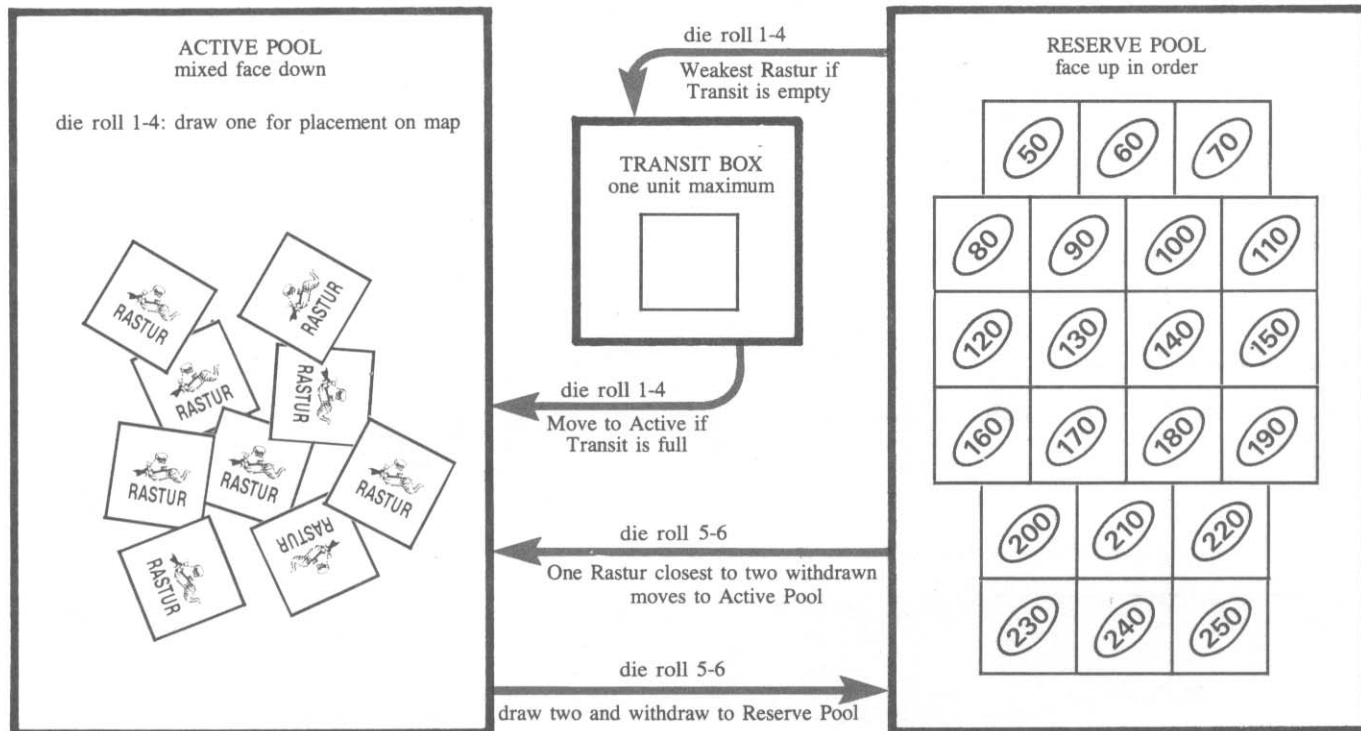 ACTIVE POOL
mixed face down
die roll 1-4: draw one for placement on map
RASTUR
RASTUR
RASTUR
RASTUR
RASTUR
RASTUR
RASTUR
RASTUR
RASTUR
die roll 1-4
Weakest Rastur if
Transit is empty
TRANSIT BOX
one unit maximum
die roll 1-4
Move to Active if
Transit is full
die roll 5-6
One Rastur closest to two withdrawn
moves to Active Pool
die roll 5-6
draw two and withdraw to Reserve Pool
RESERVE POOL
face up in order
50 60 70
80 90 100 110
120 130 140 150
160 170 180 190
200 210 220
230 240 250